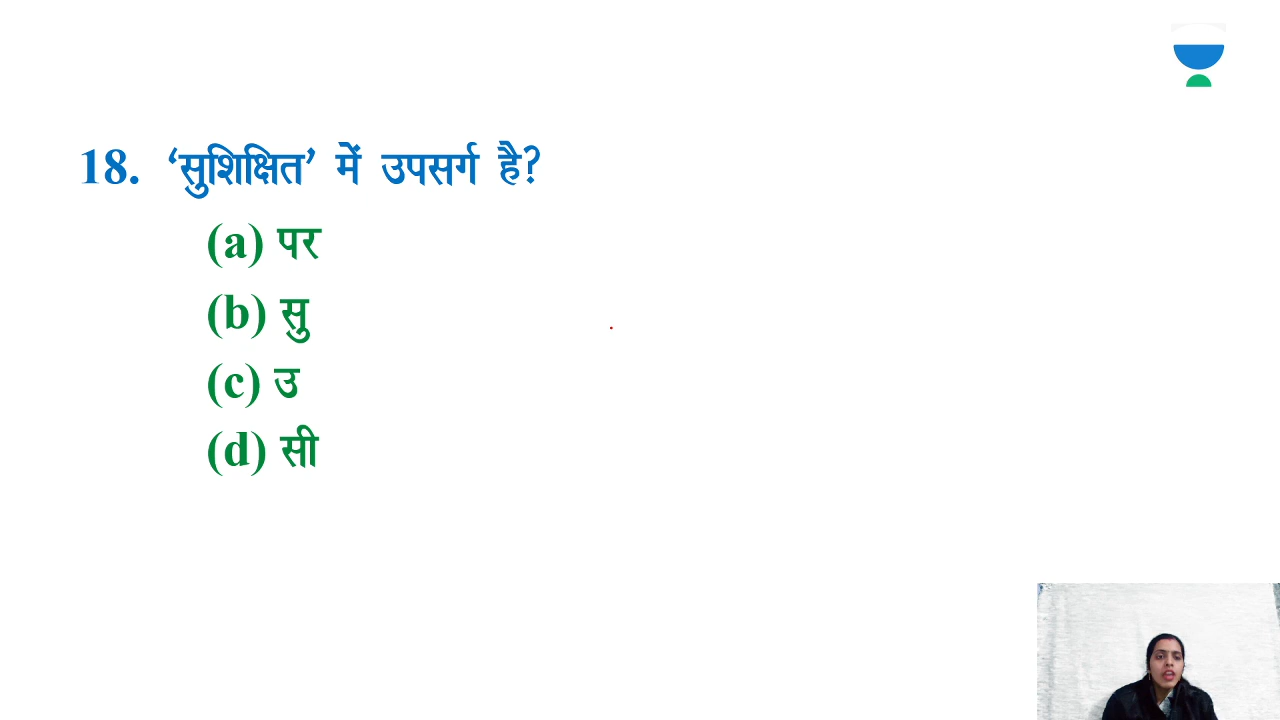 18. ‘सुशिक्षित’ में उपसर्ग है?
(a) पर
(b) सु
(c) उ
(d) सी